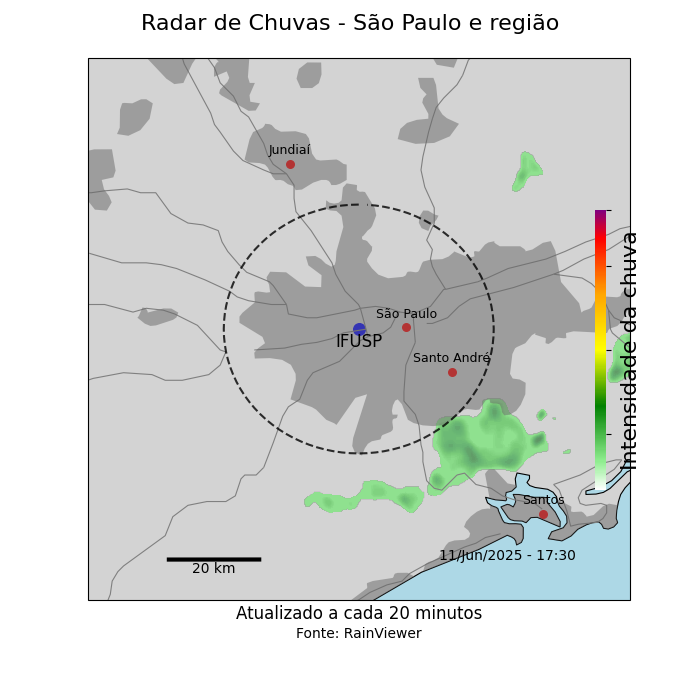 Radar de Chuvas - São Paulo e região
Jundiaí
São Paulo
IFUSP
Santo André
Intensidade da chuva
Santos
11/Jun/2025 - 17:30
20 km
Atualizado a cada 20 minutos
Fonte: RainViewer